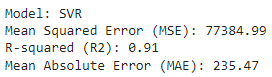 Model: SVR
Mean Squared Error (MSE): 77384.99
R-squared (R2): 0.91
Mean Absolute Error (MAE): 235.47